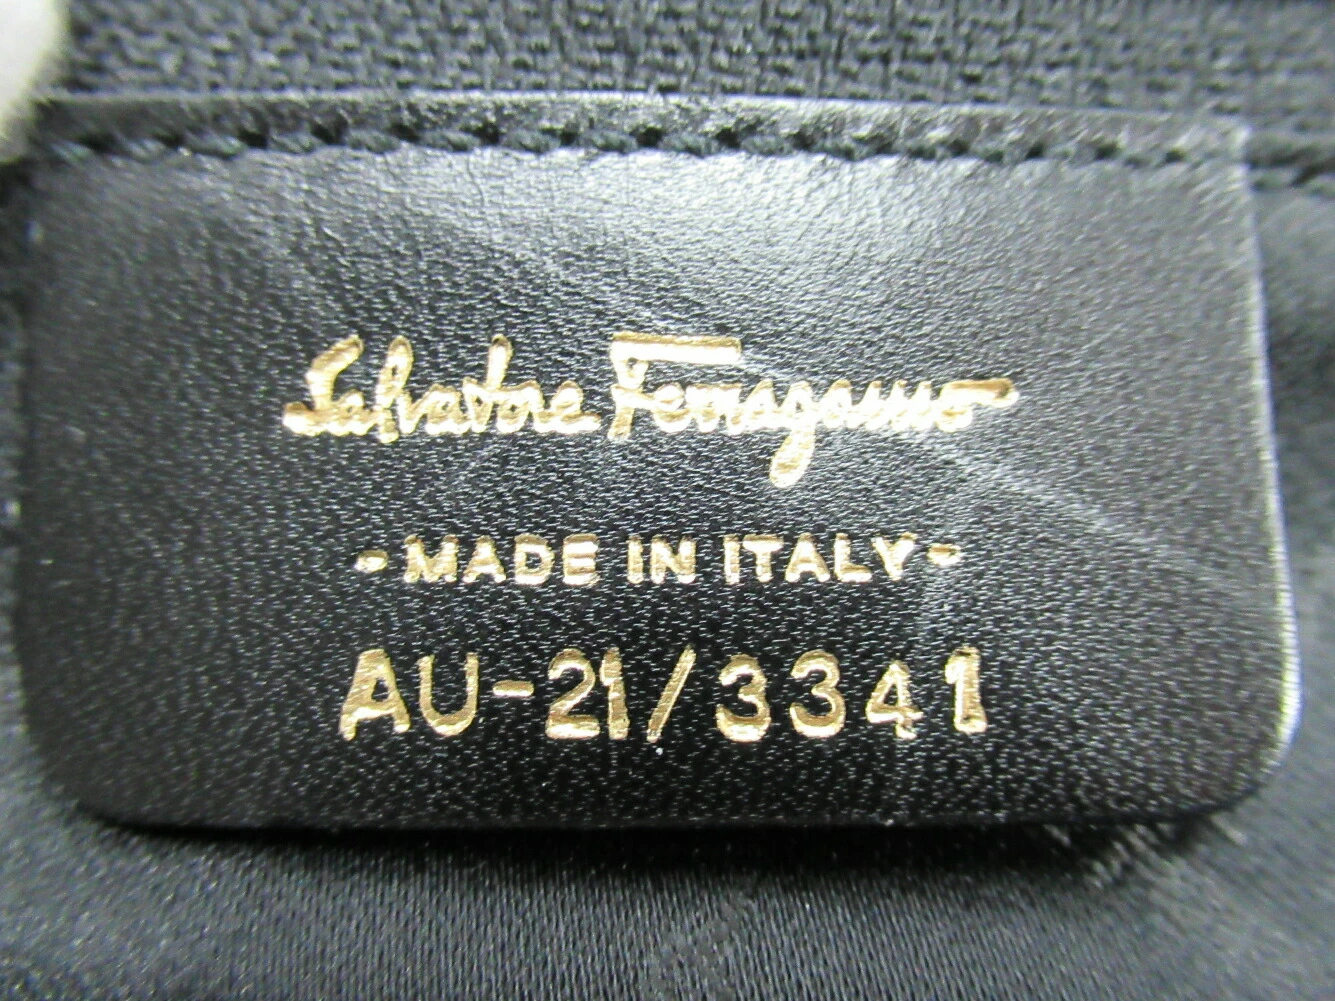 Salvatore Ferragamo
- MADE IN ITALY -
AU-21/3341